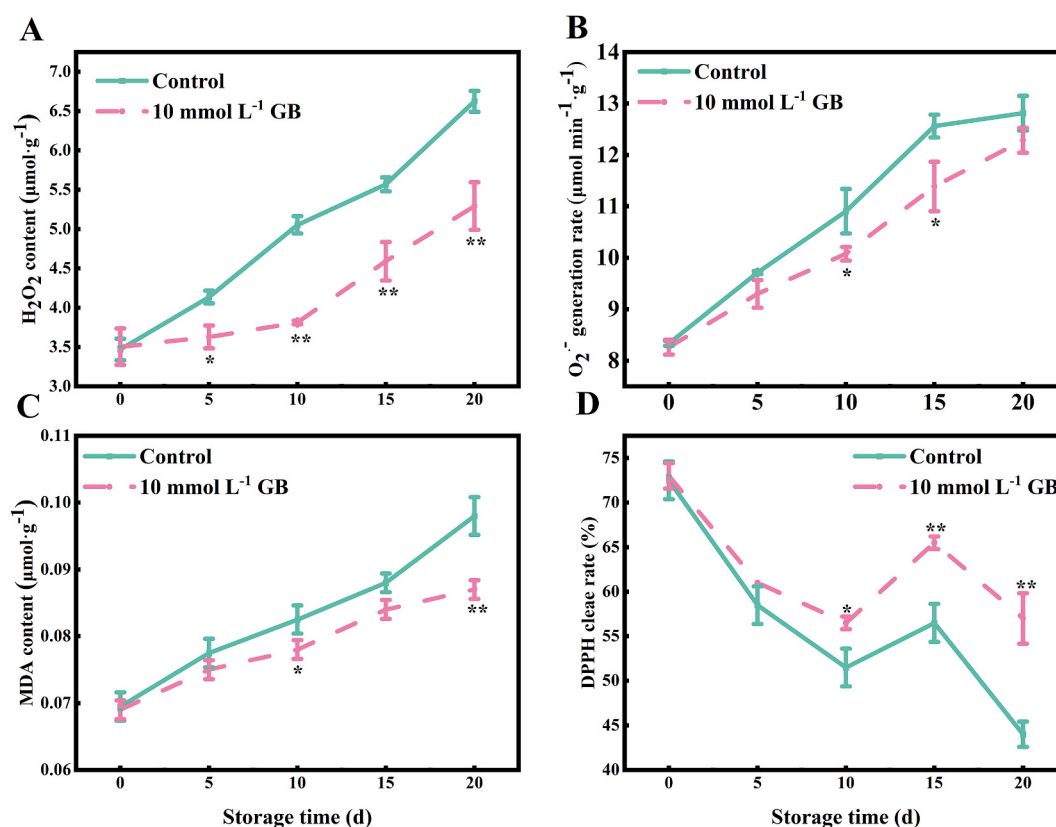 A
Control
10 mmol L⁻¹ GB
H₂O₂ content (μmol·g⁻¹)
7.0
6.5
6.0
5.5
5.0
4.5
4.0
3.5
3.0
*
**
**
**
0 5 10 15 20
B
Control
10 mmol L⁻¹ GB
O₂·⁻ generation rate (μmol min⁻¹·g⁻¹)
14
13
12
11
10
9
8
*
*
0 5 10 15 20
C
Control
10 mmol L⁻¹ GB
MDA content (μmol·g⁻¹)
0.11
0.10
0.09
0.08
0.07
0.06
*
**
0 5 10 15 20
Storage time (d)
D
Control
10 mmol L⁻¹ GB
DPPH cleae rate (%)
75
70
65
60
55
50
45
40
*
**
**
0 5 10 15 20
Storage time (d)